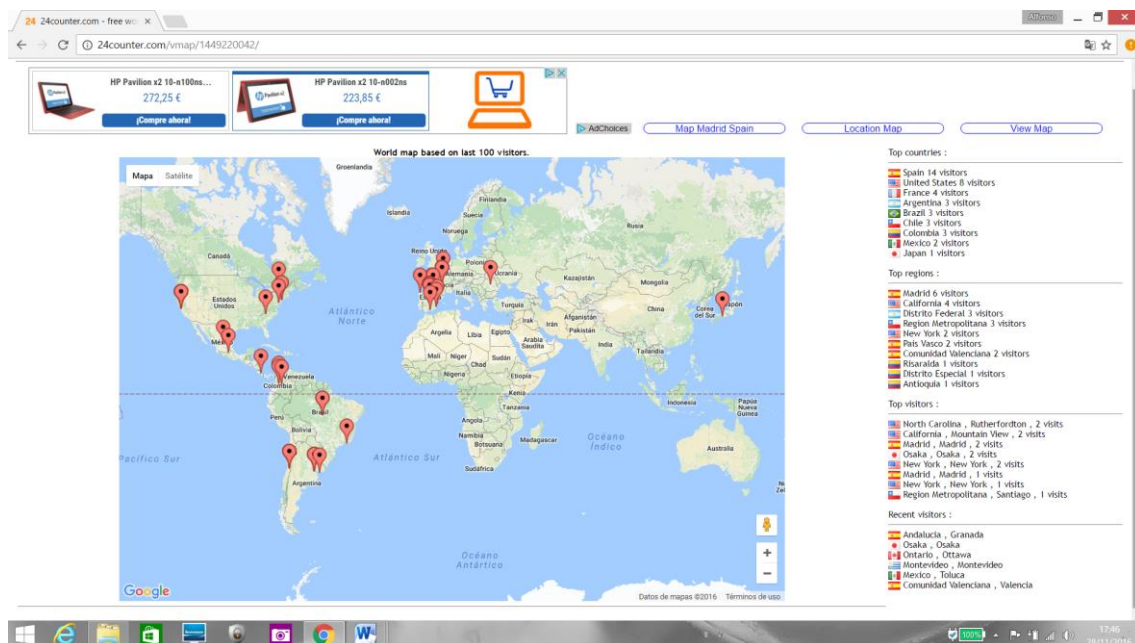 24 24counter.com - free wo
Alfonso
24counter.com/vmap/1449220042/
HP Pavilion x2 10-n100ns...
272,25 €
¡Compre ahora!
HP Pavilion x2 10-n002ns
223,85 €
¡Compre ahora!
AdChoices
Map Madrid Spain
Location Map
View Map
World map based on last 100 visitors.
Mapa Satélite
Groenlandia
Islandia
Finlandia
Suecia
Noruega
Rusia
Canadá
Reino Unido
Polonia
Alemania
Ucrania
Kazajistán
Mongolia
Estados
Unidos
Atlántico
Norte
Italia
Turquía
China
Corea
del Sur
Japón
Afganistán
Irak
Irán
Pakistán
Argelia
Libia
Egipto
Arabia
Saudita
India
Tailandia
Malí
Níger
Chad
Sudán
Nigeria
Etiopía
Venezuela
Colombia
Kenia
Indonesia
Papúa
Nueva
Guinea
Tanzania
Perú
Brasil
Bolivia
Angola
Namibia
Botsuana
Madagascar
Océano
Índico
Australia
Pacífico Sur
Atlántico Sur
Sudáfrica
Argentina
Océano
Antártico
Google
Datos de mapas ©2016 Términos de uso
Top countries :
Spain 14 visitors
United States 8 visitors
France 4 visitors
Argentina 3 visitors
Brazil 3 visitors
Chile 3 visitors
Colombia 3 visitors
Mexico 2 visitors
Japan 1 visitors
Top regions :
Madrid 6 visitors
California 4 visitors
Distrito Federal 3 visitors
Region Metropolitana 3 visitors
New York 2 visitors
Pais Vasco 2 visitors
Comunidad Valenciana 2 visitors
Risaralda 1 visitors
Distrito Especial 1 visitors
Antioquia 1 visitors
Top visitors :
North Carolina , Rutherfordton , 2 visits
California , Mountain View , 2 visits
Madrid , Madrid , 2 visits
Osaka , Osaka , 2 visits
New York , New York , 2 visits
Madrid , Madrid , 1 visits
New York , New York , 1 visits
Region Metropolitana , Santiago , 1 visits
Recent visitors :
Andalucia , Granada
Osaka , Osaka
Ontario , Ottawa
Montevideo , Montevideo
Mexico , Toluca
Comunidad Valenciana , Valencia
100%
17:46